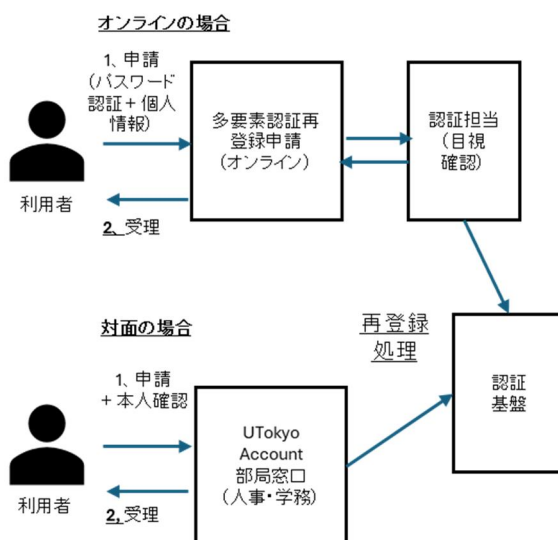 オンラインの場合
1、申請
(パスワード
認証+個人
情報)
利用者
2、受理
多要素認証再
登録申請
(オンライン)
認証担当
(目視
確認)
対面の場合
1、申請
+本人確認
利用者
2,受理
UTokyo
Account
部局窓口
(人事・学務)
再登録
処理
認証
基盤